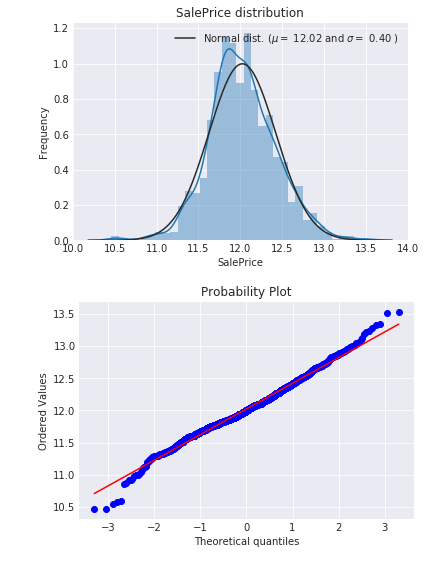 SalePrice distribution
Normal dist. (μ = 12.02 and σ = 0.40 )
Frequency
1.2
1.0
0.8
0.6
0.4
0.2
0.0
10.0 10.5 11.0 11.5 12.0 12.5 13.0 13.5 14.0
SalePrice
Probability Plot
Ordered Values
13.5
13.0
12.5
12.0
11.5
11.0
10.5
−3 −2 −1 0 1 2 3
Theoretical quantiles